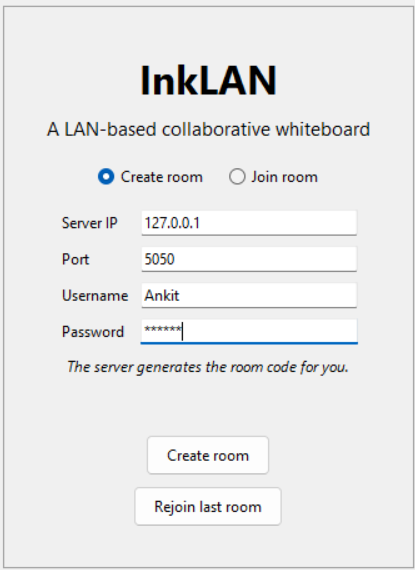 InkLAN
A LAN-based collaborative whiteboard
Create room Join room
Server IP 127.0.0.1
Port 5050
Username Ankit
Password ******
The server generates the room code for you.
Create room
Rejoin last room